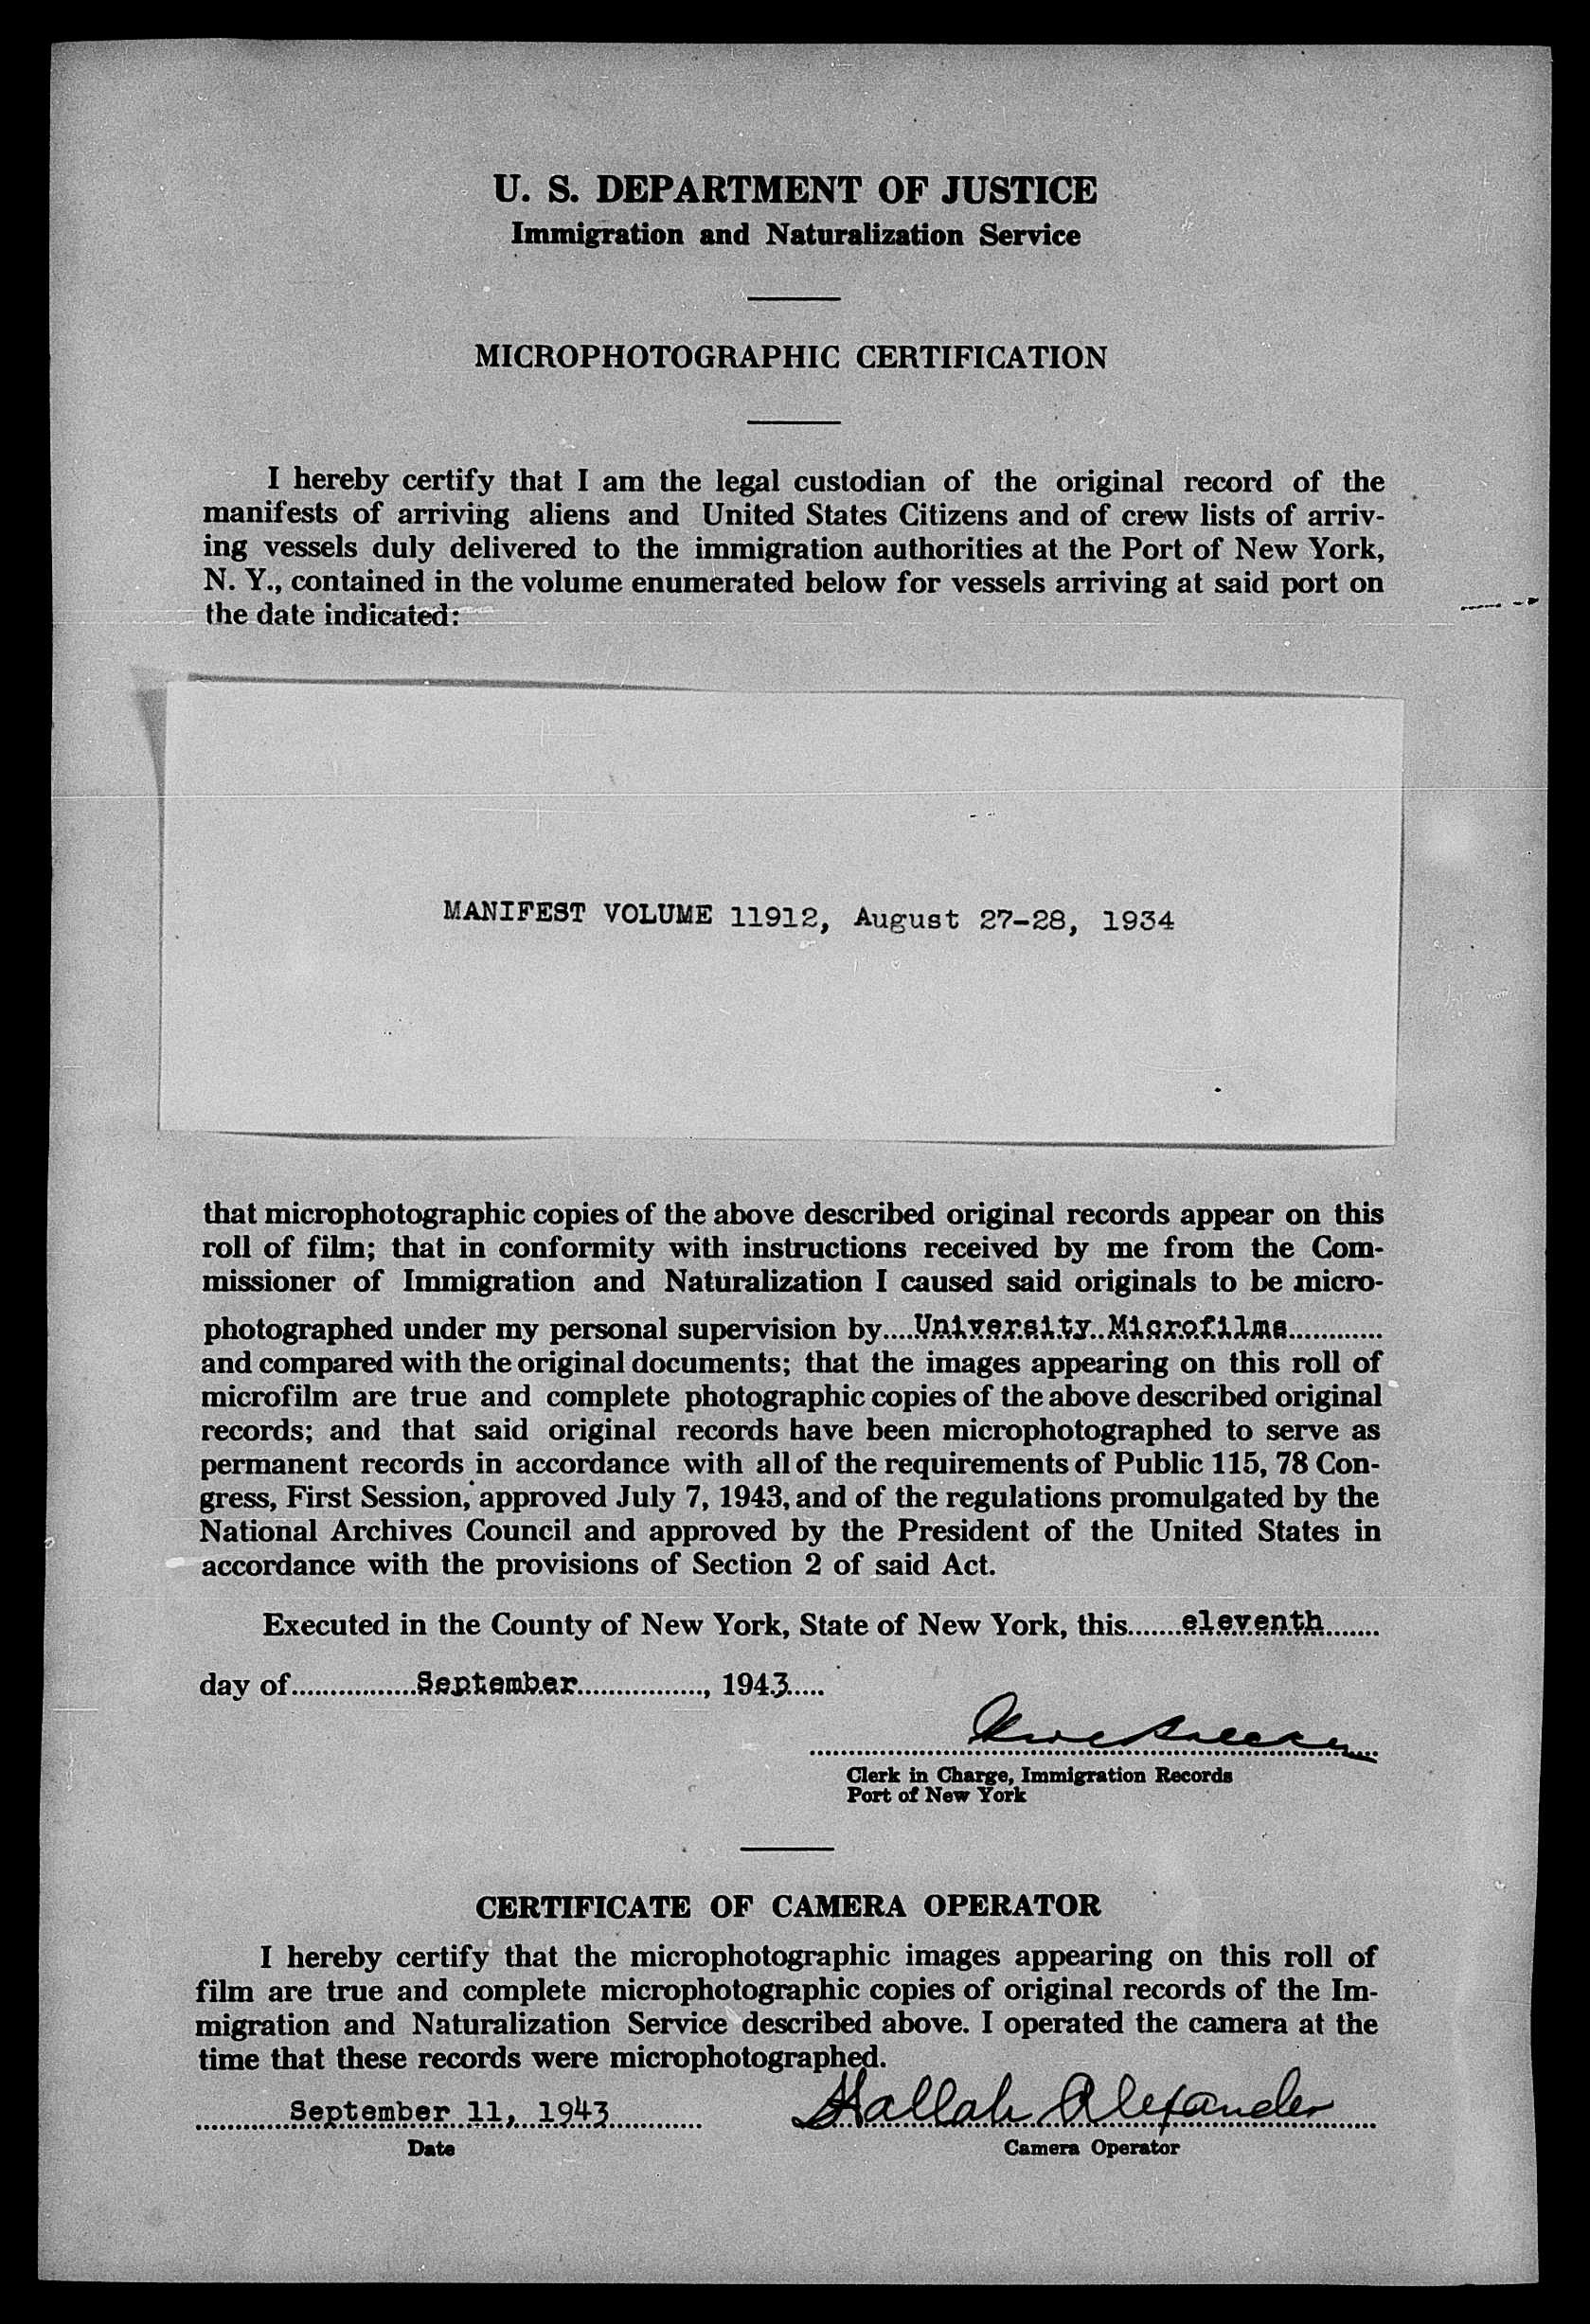 U. S. DEPARTMENT OF JUSTICE
Immigration and Naturalization Service
MICROPHOTOGRAPHIC CERTIFICATION
I hereby certify that I am the legal custodian of the original record of the
manifests of arriving aliens and United States Citizens and of crew lists of arriv-
ing vessels duly delivered to the immigration authorities at the Port of New York,
N. Y., contained in the volume enumerated below for vessels arriving at said port on
the date indicated:
MANIFEST VOLUME 11912, August 27-28, 1934
that microphotographic copies of the above described original records appear on this
roll of film; that in conformity with instructions received by me from the Com-
missioner of Immigration and Naturalization I caused said originals to be micro-
photographed under my personal supervision by....University Microfilms............
and compared with the original documents; that the images appearing on this roll of
microfilm are true and complete photographic copies of the above described original
records; and that said original records have been microphotographed to serve as
permanent records in accordance with all of the requirements of Public 115, 78 Con-
gress, First Session, approved July 7, 1943, and of the regulations promulgated by the
National Archives Council and approved by the President of the United States in
accordance with the provisions of Section 2 of said Act.
Executed in the County of New York, State of New York, this.......eleventh.......
day of................September................, 1943.....
Clerk in Charge, Immigration Records
Port of New York
CERTIFICATE OF CAMERA OPERATOR
I hereby certify that the microphotographic images appearing on this roll of
film are true and complete microphotographic copies of original records of the Im-
migration and Naturalization Service described above. I operated the camera at the
time that these records were microphotographed.
September 11, 1943 Hallah Alexander
Date Camera Operator